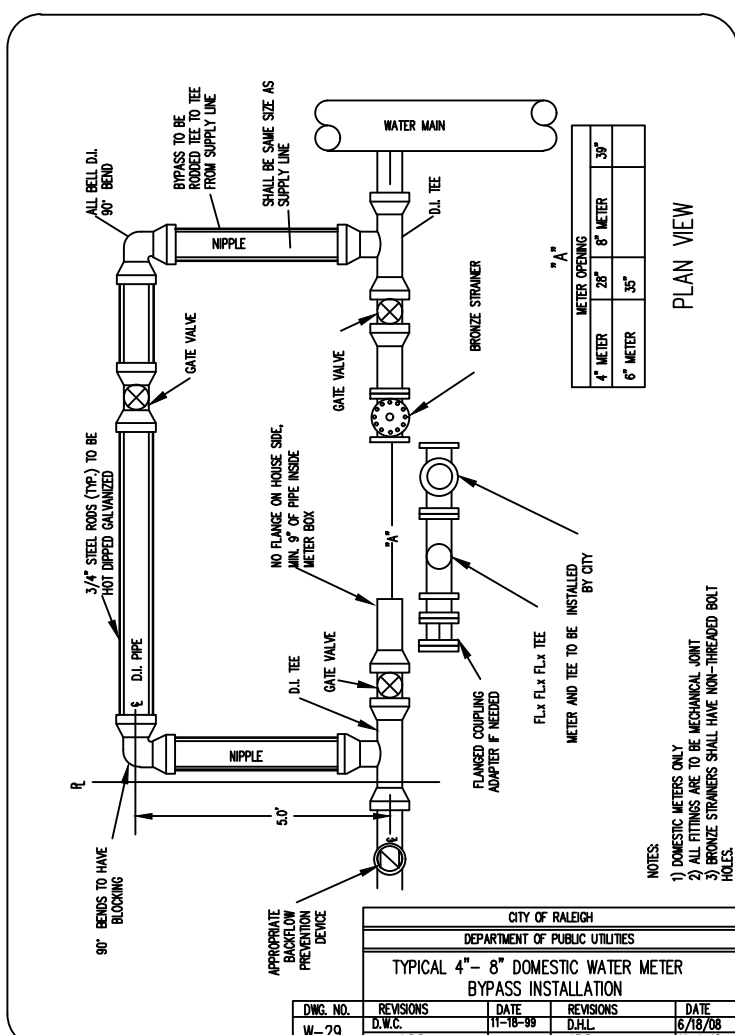 ALL BELL D.I.
90° BEND
BYPASS TO BE
RODDED TEE TO TEE
FROM SUPPLY LINE
SHALL BE SAME SIZE AS
SUPPLY LINE
WATER MAIN
NIPPLE
D.I. TEE
GATE VALVE
GATE VALVE
BRONZE STRAINER
3/4" STEEL RODS (TYP.) TO BE
HOT DIPPED GALVANIZED
NO FLANGE ON HOUSE SIDE,
MIN. 9" OF PIPE INSIDE
METER BOX
"A"
D.I. PIPE
℄
D.I. TEE
GATE VALVE
NIPPLE
FLANGED COUPLING
ADAPTER IF NEEDED
FL.x FL.x FL.x TEE
METER AND TEE TO BE INSTALLED
BY CITY
"A"
METER OPENING
4" METER 28" 8" METER 39"
6" METER 35"
PLAN VIEW
PL
5.0'
℄
90° BENDS TO HAVE
BLOCKING
APPROPRIATE
BACKFLOW
PREVENTION
DEVICE
NOTES:
1) DOMESTIC METERS ONLY
2) ALL FITTINGS ARE TO BE MECHANICAL JOINT
3) BRONZE STRAINERS SHALL HAVE NON-THREADED BOLT
HOLES.
CITY OF RALEIGH
DEPARTMENT OF PUBLIC UTILITIES
TYPICAL 4"- 8" DOMESTIC WATER METER
BYPASS INSTALLATION
DWG. NO. REVISIONS DATE REVISIONS DATE
W-29 D.W.C. 11-18-99 D.H.L. 6/18/08